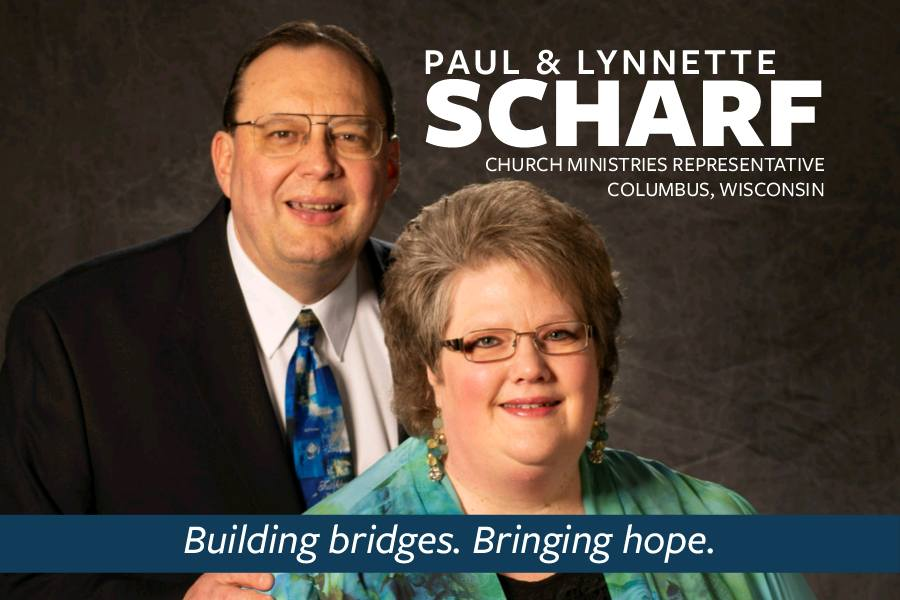 PAUL & LYNNETTE
SCHARF
CHURCH MINISTRIES REPRESENTATIVE
COLUMBUS, WISCONSIN
Building bridges. Bringing hope.